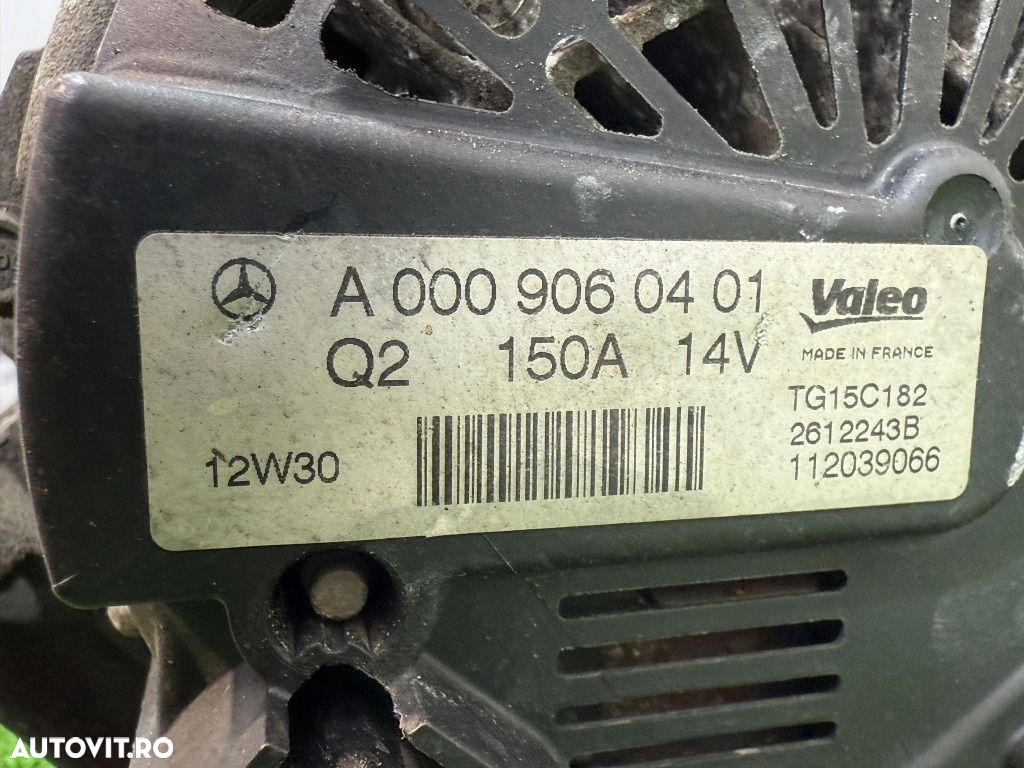 A 000 906 04 01
Q2 150A 14V
Valeo
MADE IN FRANCE
TG15C182
2612243B
112039066
12W30
AUTOVIT.RO